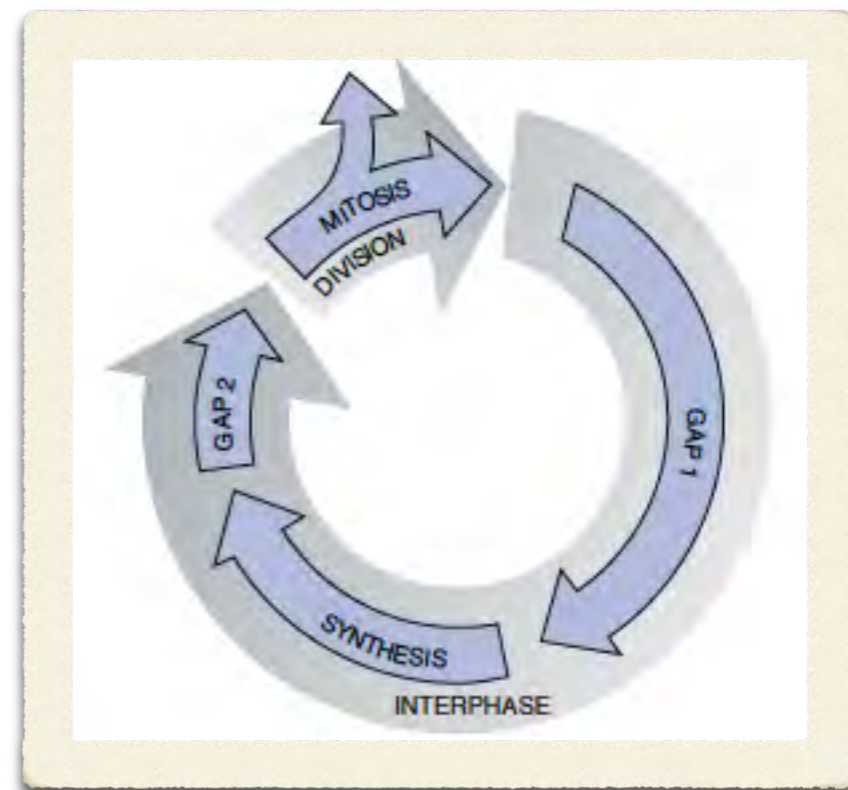 MITOSIS
DIVISION
GAP 1
GAP 2
SYNTHESIS
INTERPHASE